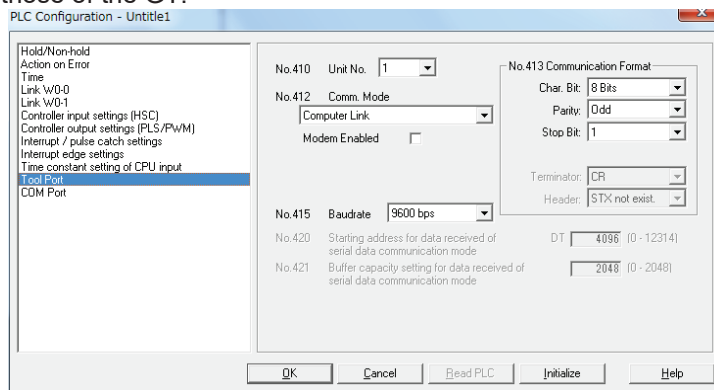 PLC Configuration - Untitle1
Hold/Non-hold
Action on Error
Time
Link W0-0
Link W0-1
Controller input settings (HSC)
Controller output settings (PLS/PWM)
Interrupt / pulse catch settings
Interrupt edge settings
Time constant setting of CPU input
Tool Port
COM Port
No.410 Unit No. 1
No.412 Comm. Mode
Computer Link
Modem Enabled
No.413 Communication Format
Char. Bit: 8 Bits
Parity: Odd
Stop Bit: 1
Terminator: CR
Header: STX not exist.
No.415 Baudrate 9600 bps
No.420 Starting address for data received of
serial data communication mode
DT 4096 (0 - 12314)
No.421 Buffer capacity setting for data received of
serial data communication mode
2048 (0 - 2048)
OK Cancel Read PLC Initialize Help